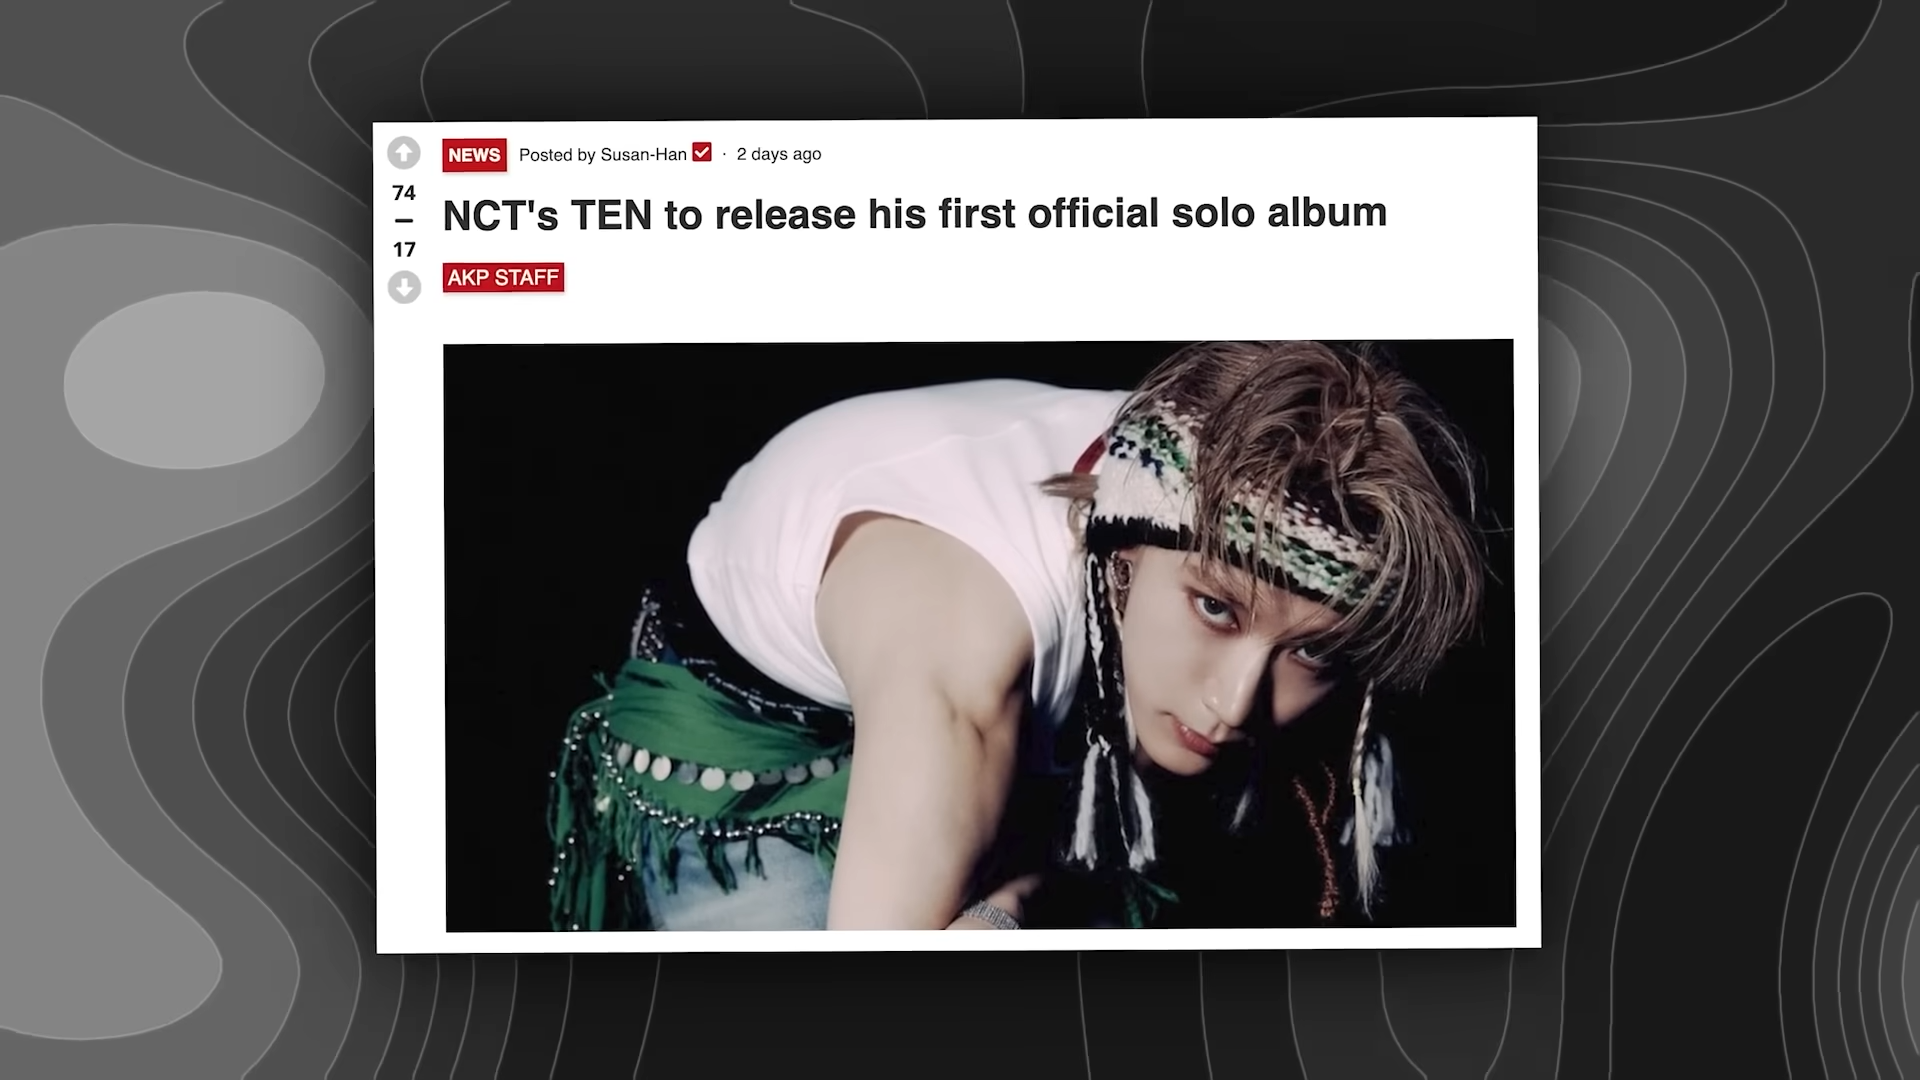 NEWS Posted by Susan-Han · 2 days ago
74
–
17
NCT's TEN to release his first official solo album
AKP STAFF